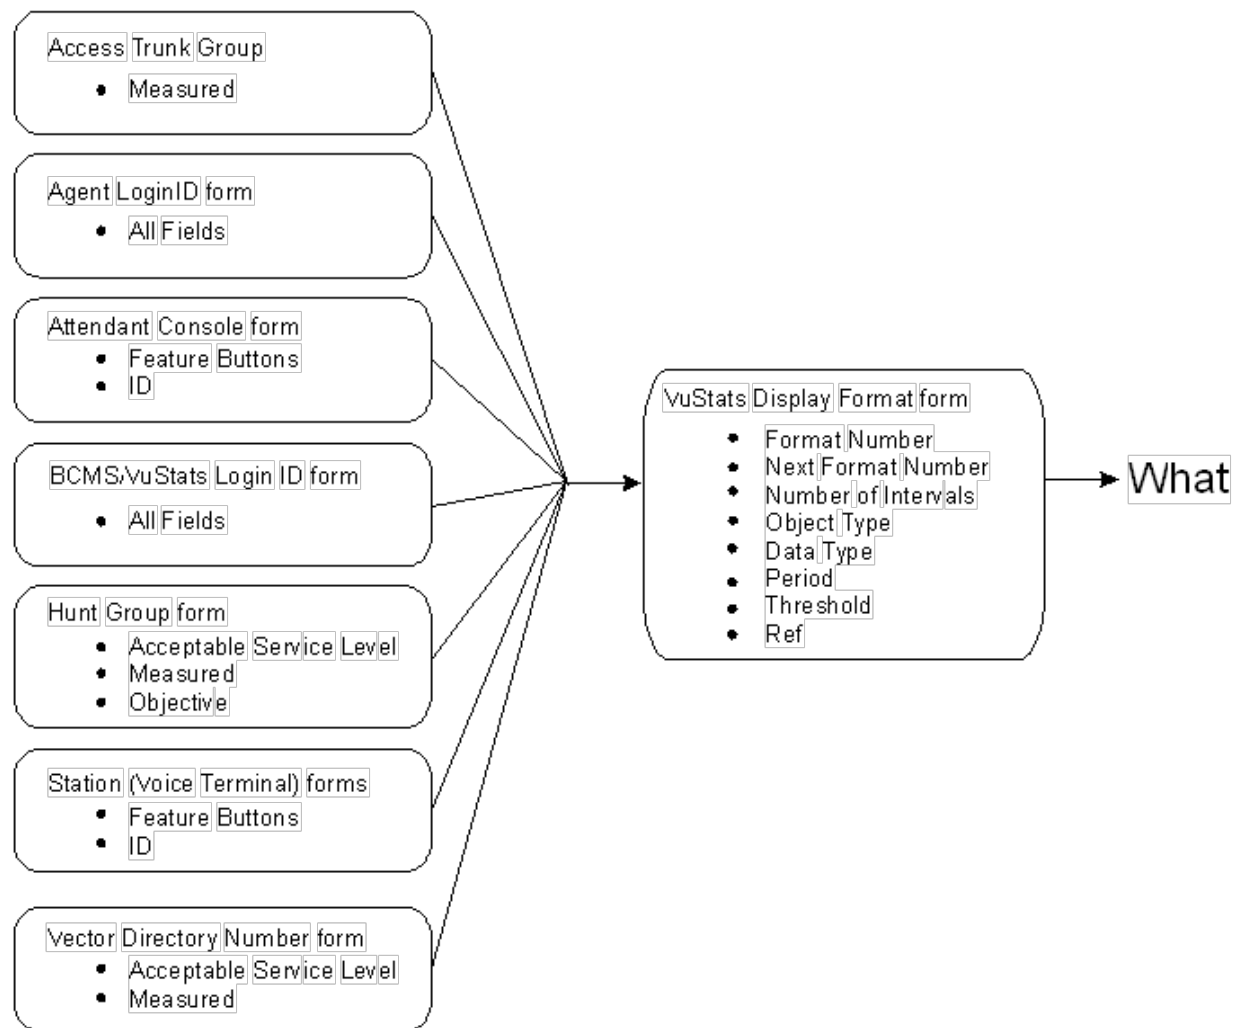 Access Trunk Group
• Measured
Agent LoginID form
• All Fields
Attendant Console form
• Feature Buttons
• ID
BCMS/VuStats Login ID form
• All Fields
Hunt Group form
• Acceptable Service Level
• Measured
• Objective
Station (Voice Terminal) forms
• Feature Buttons
• ID
Vector Directory Number form
• Acceptable Service Level
• Measured
VuStats Display Format form
• Format Number
• Next Format Number
• Number of Intervals
• Object Type
• Data Type
• Period
• Threshold
• Ref
What